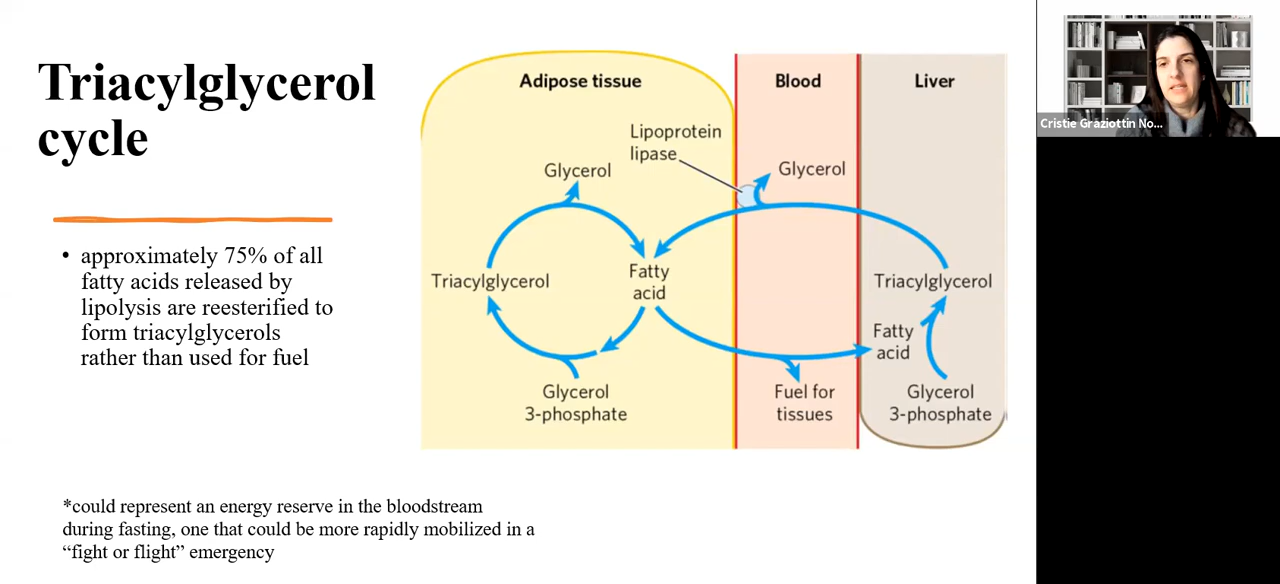 Triacylglycerol
cycle
• approximately 75% of all
fatty acids released by
lipolysis are reesterified to
form triacylglycerols
rather than used for fuel
*could represent an energy reserve in the bloodstream
during fasting, one that could be more rapidly mobilized in a
“fight or flight” emergency
Adipose tissue
Blood
Liver
Lipoprotein
lipase
Glycerol
Glycerol
Triacylglycerol
Fatty
acid
Triacylglycerol
Fatty
acid
Glycerol
3-phosphate
Fuel for
tissues
Glycerol
3-phosphate
Cristie Graziottin No...